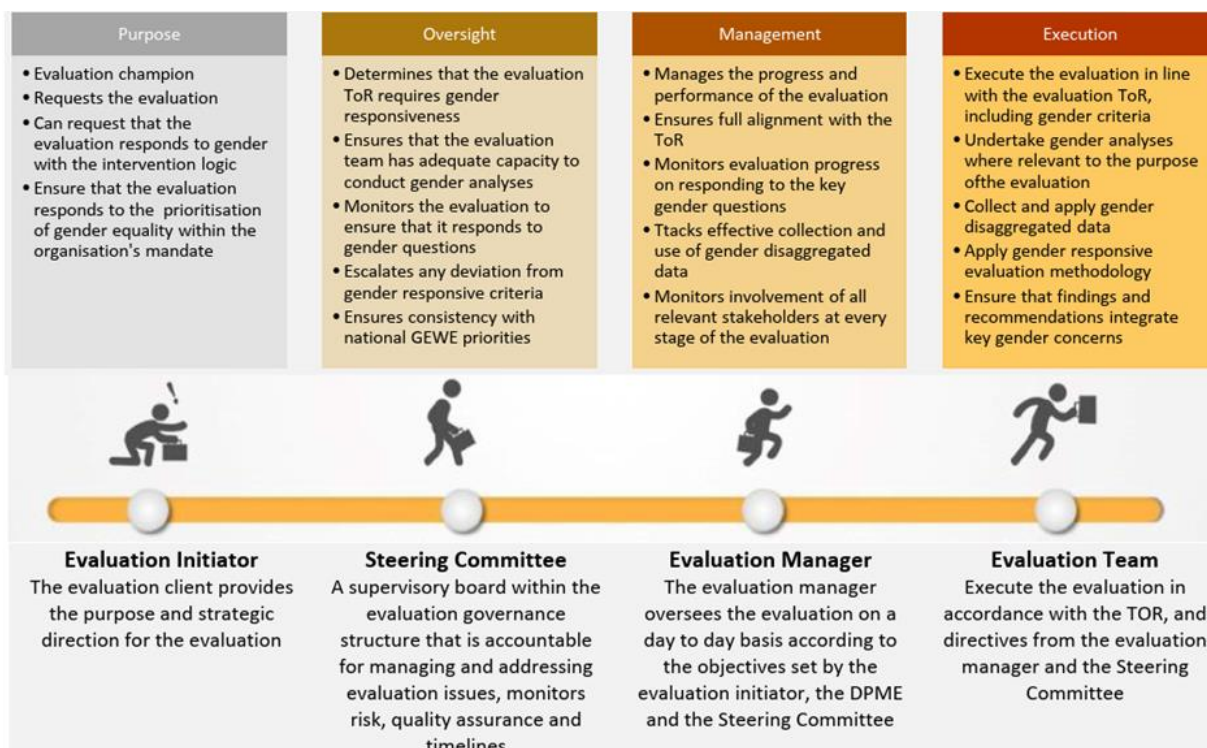 Purpose
• Evaluation champion
• Requests the evaluation
• Can request that the
evaluation responds to gender
with the intervention logic
• Ensure that the evaluation
responds to the prioritisation
of gender equality within the
organisation's mandate
Oversight
• Determines that the evaluation
ToR requires gender
responsiveness
• Ensures that the evaluation
team has adequate capacity to
conduct gender analyses
• Monitors the evaluation to
ensure that it responds to
gender questions
• Escalates any deviation from
gender responsive criteria
• Ensures consistency with
national GEWE priorities
Management
• Manages the progress and
performance of the evaluation
• Ensures full alignment with the
ToR
• Monitors evaluation progress
on responding to the key
gender questions
• Ttacks effective collection and
use of gender disaggregated
data
• Monitors involvement of all
relevant stakeholders at every
stage of the evaluation
Execution
• Execute the evaluation in line
with the evaluation ToR,
including gender criteria
• Undertake gender analyses
where relevant to the purpose
ofthe evaluation
• Collect and apply gender
disaggregated data
• Apply gender responsive
evaluation methodology
• Ensure that findings and
recommendations integrate
key gender concerns
!
Evaluation Initiator
The evaluation client provides
the purpose and strategic
direction for the evaluation
Steering Committee
A supervisory board within the
evaluation governance
structure that is accountable
for managing and addressing
evaluation issues, monitors
risk, quality assurance and
timelines
Evaluation Manager
The evaluation manager
oversees the evaluation on a
day to day basis according to
the objectives set by the
evaluation initiator, the DPME
and the Steering Committee
Evaluation Team
Execute the evaluation in
accordance with the TOR, and
directives from the evaluation
manager and the Steering
Committee